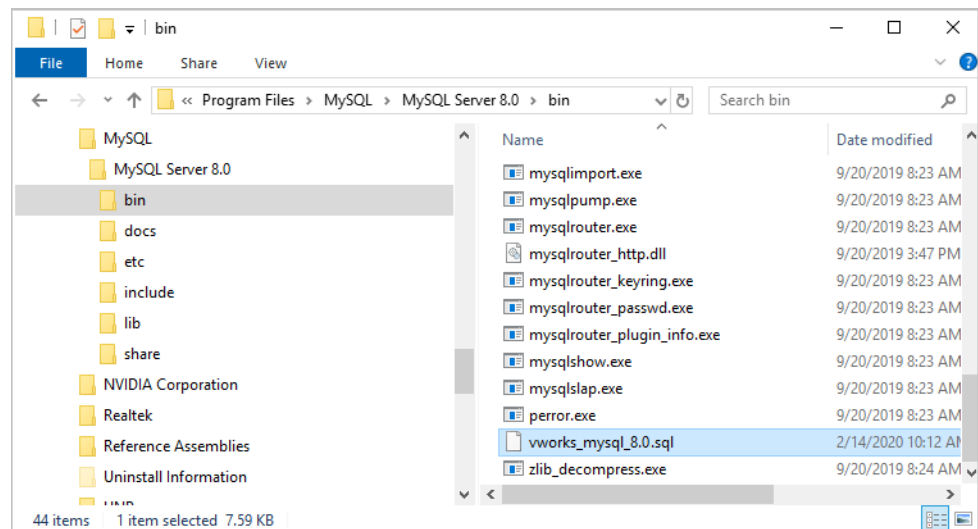 bin
File Home Share View
« Program Files > MySQL > MySQL Server 8.0 > bin
Search bin
MySQL
MySQL Server 8.0
bin
docs
etc
include
lib
share
NVIDIA Corporation
Realtek
Reference Assemblies
Uninstall Information
Name Date modified
mysqlimport.exe 9/20/2019 8:23 AM
mysqlpump.exe 9/20/2019 8:23 AM
mysqlrouter.exe 9/20/2019 8:23 AM
mysqlrouter_http.dll 9/20/2019 3:47 PM
mysqlrouter_keyring.exe 9/20/2019 8:23 AM
mysqlrouter_passwd.exe 9/20/2019 8:23 AM
mysqlrouter_plugin_info.exe 9/20/2019 8:23 AM
mysqlshow.exe 9/20/2019 8:23 AM
mysqlslap.exe 9/20/2019 8:23 AM
perror.exe 9/20/2019 8:23 AM
vworks_mysql_8.0.sql 2/14/2020 10:12 AM
zlib_decompress.exe 9/20/2019 8:24 AM
44 items 1 item selected 7.59 KB